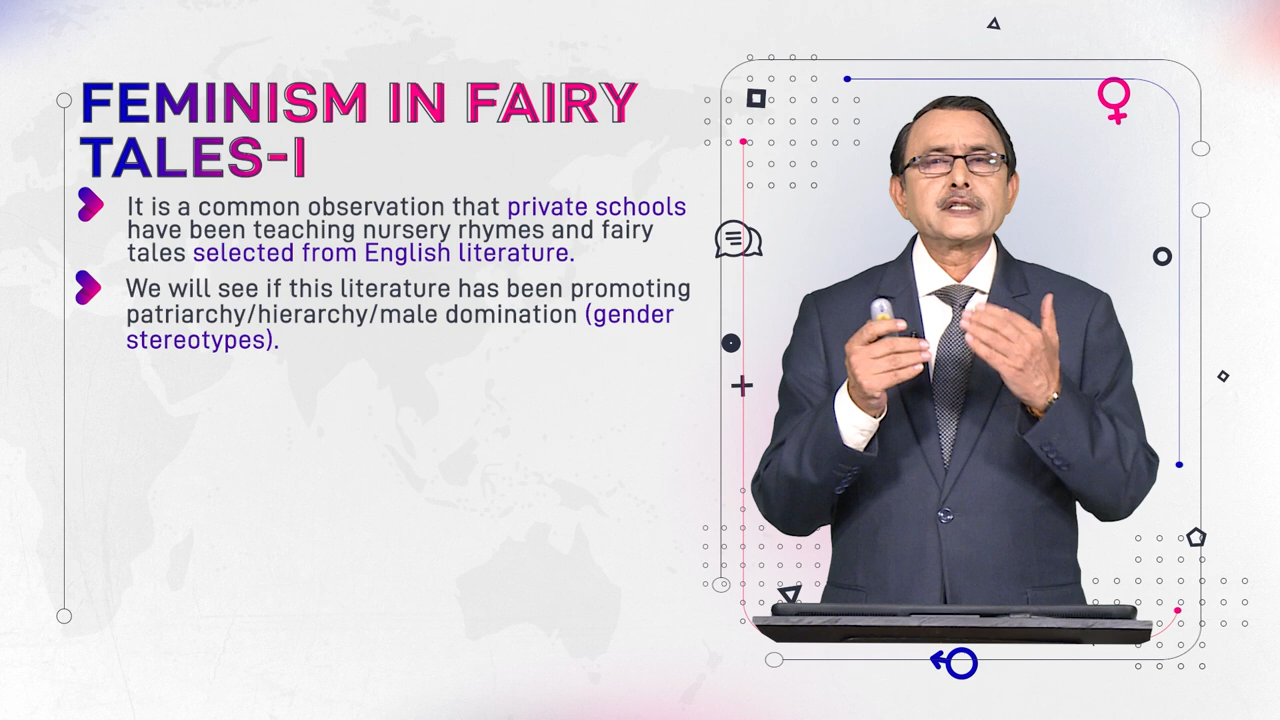 FEMINISM IN FAIRY
TALES-I
It is a common observation that private schools
have been teaching nursery rhymes and fairy
tales selected from English literature.
We will see if this literature has been promoting
patriarchy/hierarchy/male domination (gender
stereotypes).